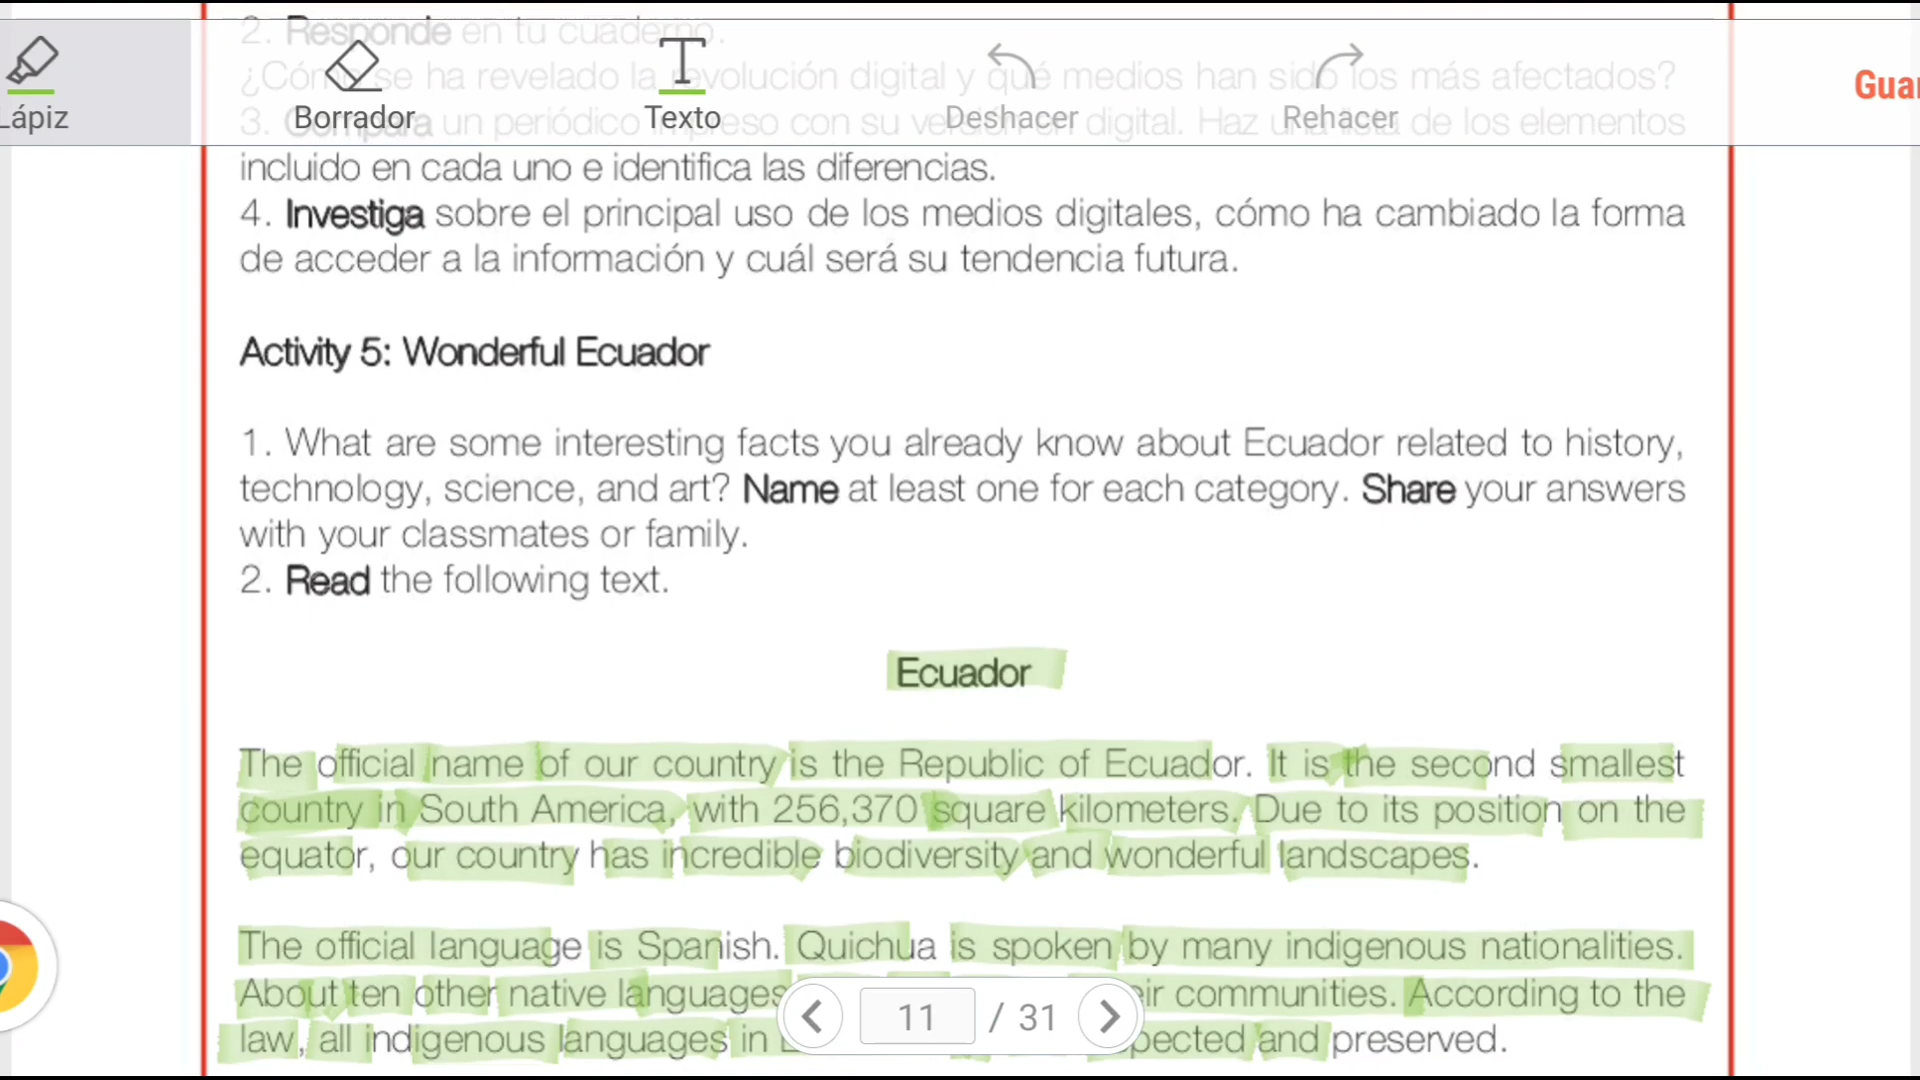 2. Responde en tu cuaderno.
¿Cómo se ha revelado la revolución digital y qué medios han sido los más afectados?
3. Compara un periódico impreso con su versión digital. Haz una lista de los elementos
Lápiz
Borrador
Texto
Deshacer
Rehacer
Guar
incluido en cada uno e identifica las diferencias.
4. Investiga sobre el principal uso de los medios digitales, cómo ha cambiado la forma
de acceder a la información y cuál será su tendencia futura.
Activity 5: Wonderful Ecuador
1. What are some interesting facts you already know about Ecuador related to history,
technology, science, and art? Name at least one for each category. Share your answers
with your classmates or family.
2. Read the following text.
Ecuador
The official name of our country is the Republic of Ecuador. It is the second smallest
country in South America, with 256,370 square kilometers. Due to its position on the
equator, our country has incredible biodiversity and wonderful landscapes.
The official language is Spanish. Quichua is spoken by many indigenous nationalities.
About ten other native languages eir communities. According to the
law, all indigenous languages in pected and preserved.
11 / 31